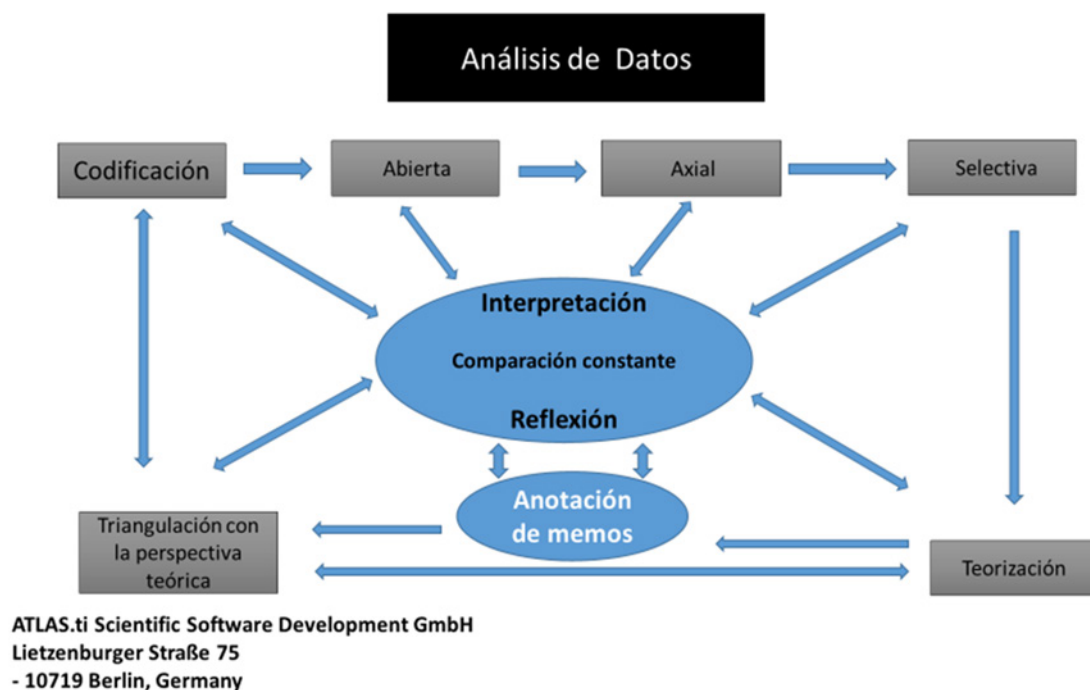 Análisis de Datos
Codificación
Abierta
Axial
Selectiva
Interpretación
Comparación constante
Reflexión
Anotación
de memos
Triangulación con
la perspectiva
teórica
Teorización
ATLAS.ti Scientific Software Development GmbH
Lietzenburger Straße 75
- 10719 Berlin, Germany